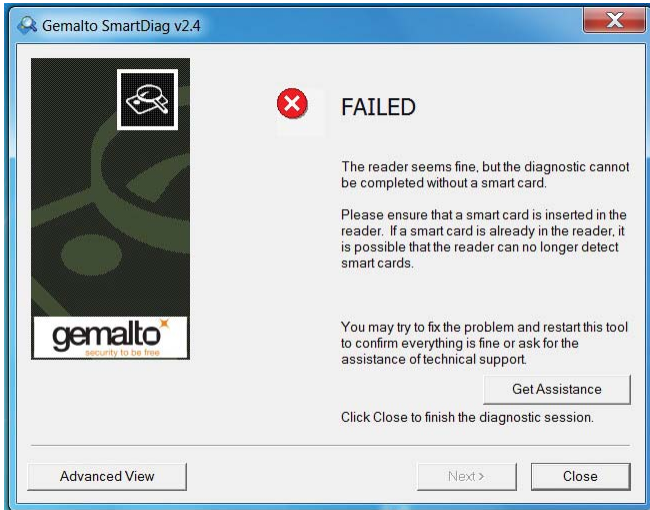 Gemalto SmartDiag v2.4
FAILED
The reader seems fine, but the diagnostic cannot
be completed without a smart card.
Please ensure that a smart card is inserted in the
reader. If a smart card is already in the reader, it
is possible that the reader can no longer detect
smart cards.
gemalto
security to be free
You may try to fix the problem and restart this tool
to confirm everything is fine or ask for the
assistance of technical support.
Get Assistance
Click Close to finish the diagnostic session.
Advanced View
Next >
Close